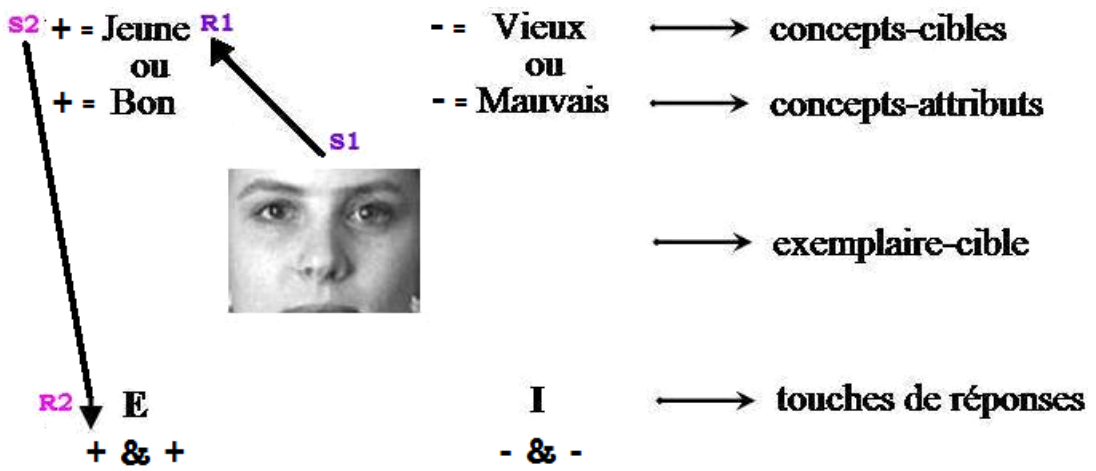 S2 + = Jeune R1 - = Vieux concepts-cibles
ou ou
+ = Bon - = Mauvais concepts-attributs
S1
exemplaire-cible
R2 E I touches de réponses
+ & + - & -